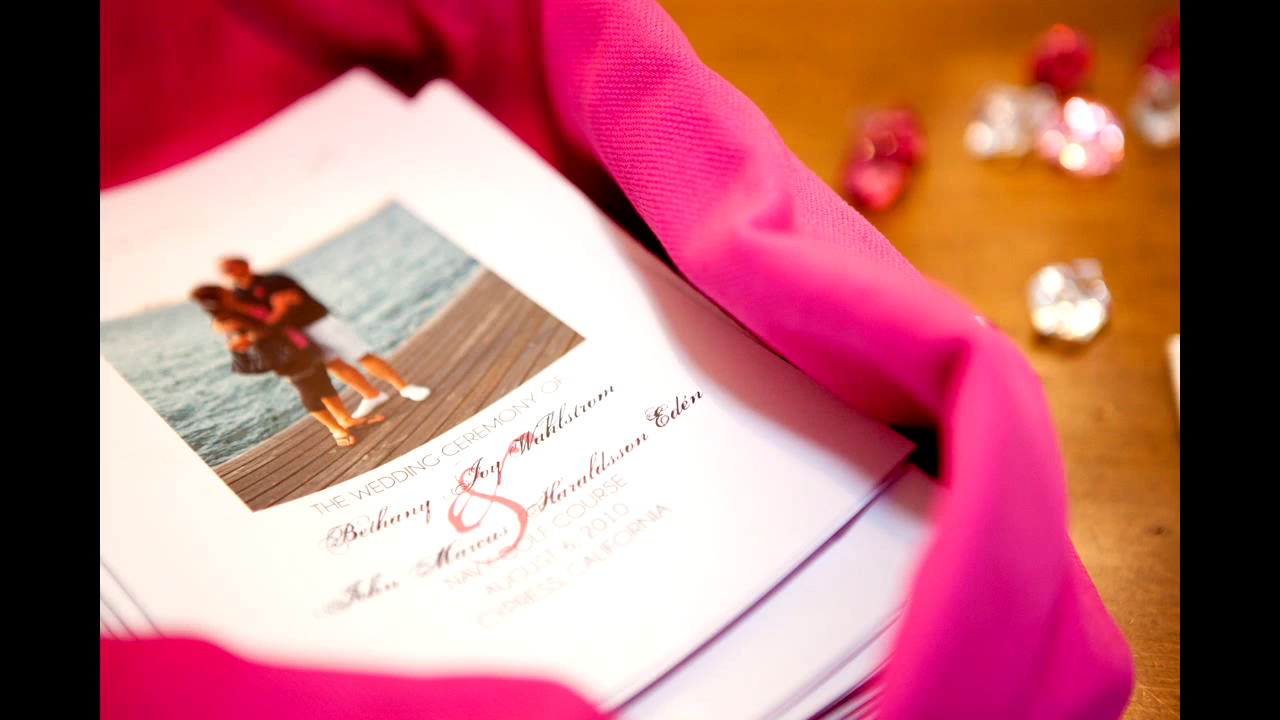 THE WEDDING CEREMONY OF
Bethany Joy Wahlstrom
&
John Marcus Haraldsson Edén
NAVY GOLF COURSE
AUGUST 6, 2010
CYPRESS, CALIFORNIA